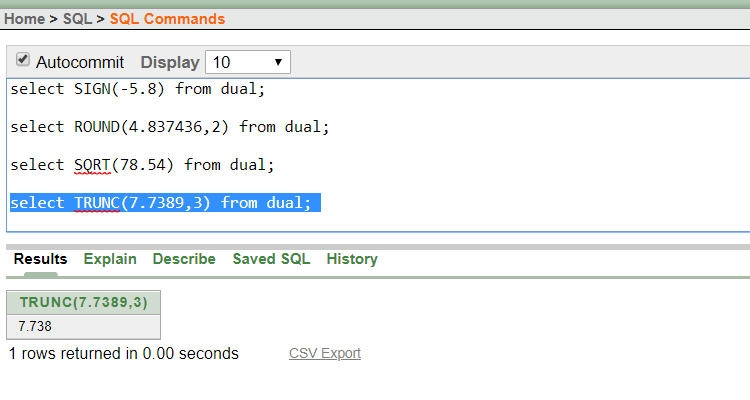 Home > SQL > SQL Commands
Autocommit Display 10
select SIGN(-5.8) from dual;
select ROUND(4.837436,2) from dual;
select SQRT(78.54) from dual;
select TRUNC(7.7389,3) from dual;
Results Explain Describe Saved SQL History
TRUNC(7.7389,3)
7.738
1 rows returned in 0.00 seconds CSV Export